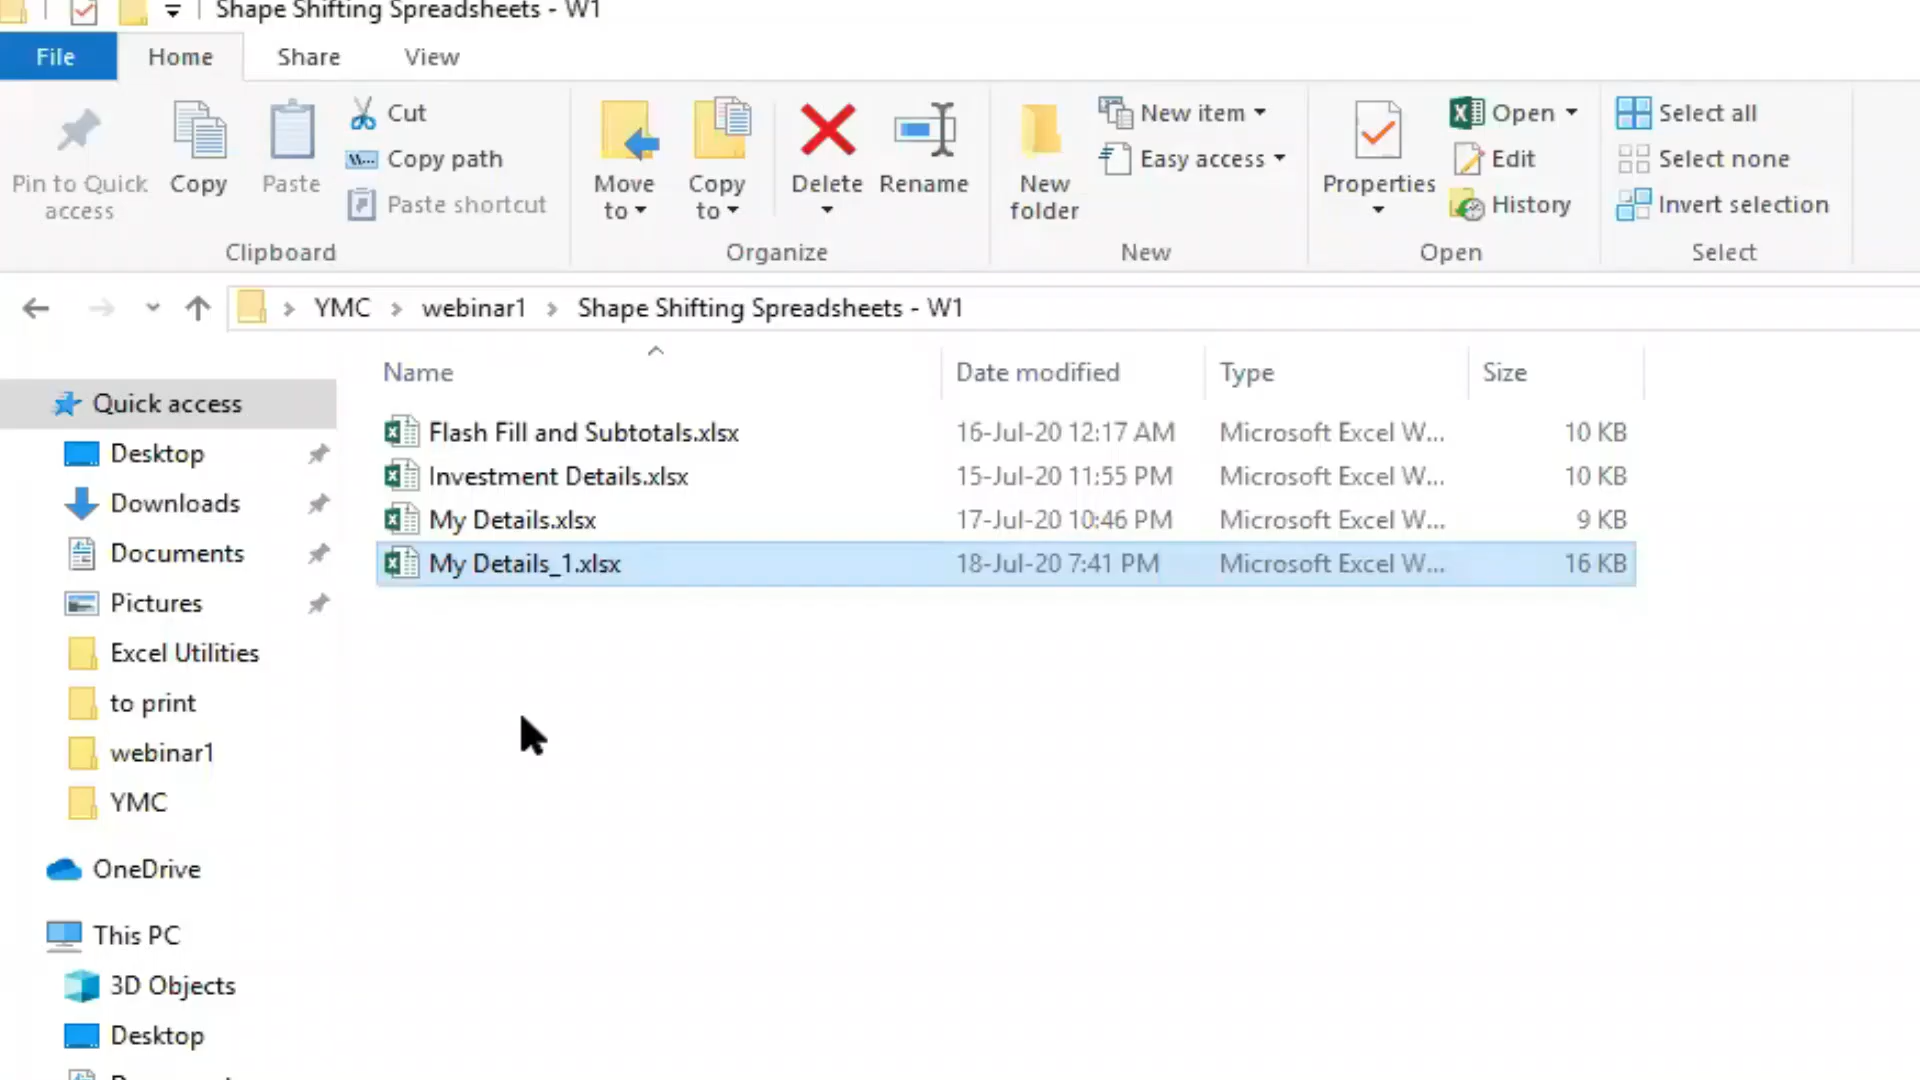 Shape Shifting Spreadsheets - W1
File Home Share View
Pin to Quick access
Copy
Paste
Cut
Copy path
Paste shortcut
Clipboard
Move to
Copy to
Delete
Rename
Organize
New folder
New item
Easy access
New
Properties
Open
Edit
History
Open
Select all
Select none
Invert selection
Select
YMC > webinar1 > Shape Shifting Spreadsheets - W1
Name Date modified Type Size
Flash Fill and Subtotals.xlsx 16-Jul-20 12:17 AM Microsoft Excel W... 10 KB
Investment Details.xlsx 15-Jul-20 11:55 PM Microsoft Excel W... 10 KB
My Details.xlsx 17-Jul-20 10:46 PM Microsoft Excel W... 9 KB
My Details_1.xlsx 18-Jul-20 7:41 PM Microsoft Excel W... 16 KB
Quick access
Desktop
Downloads
Documents
Pictures
Excel Utilities
to print
webinar1
YMC
OneDrive
This PC
3D Objects
Desktop